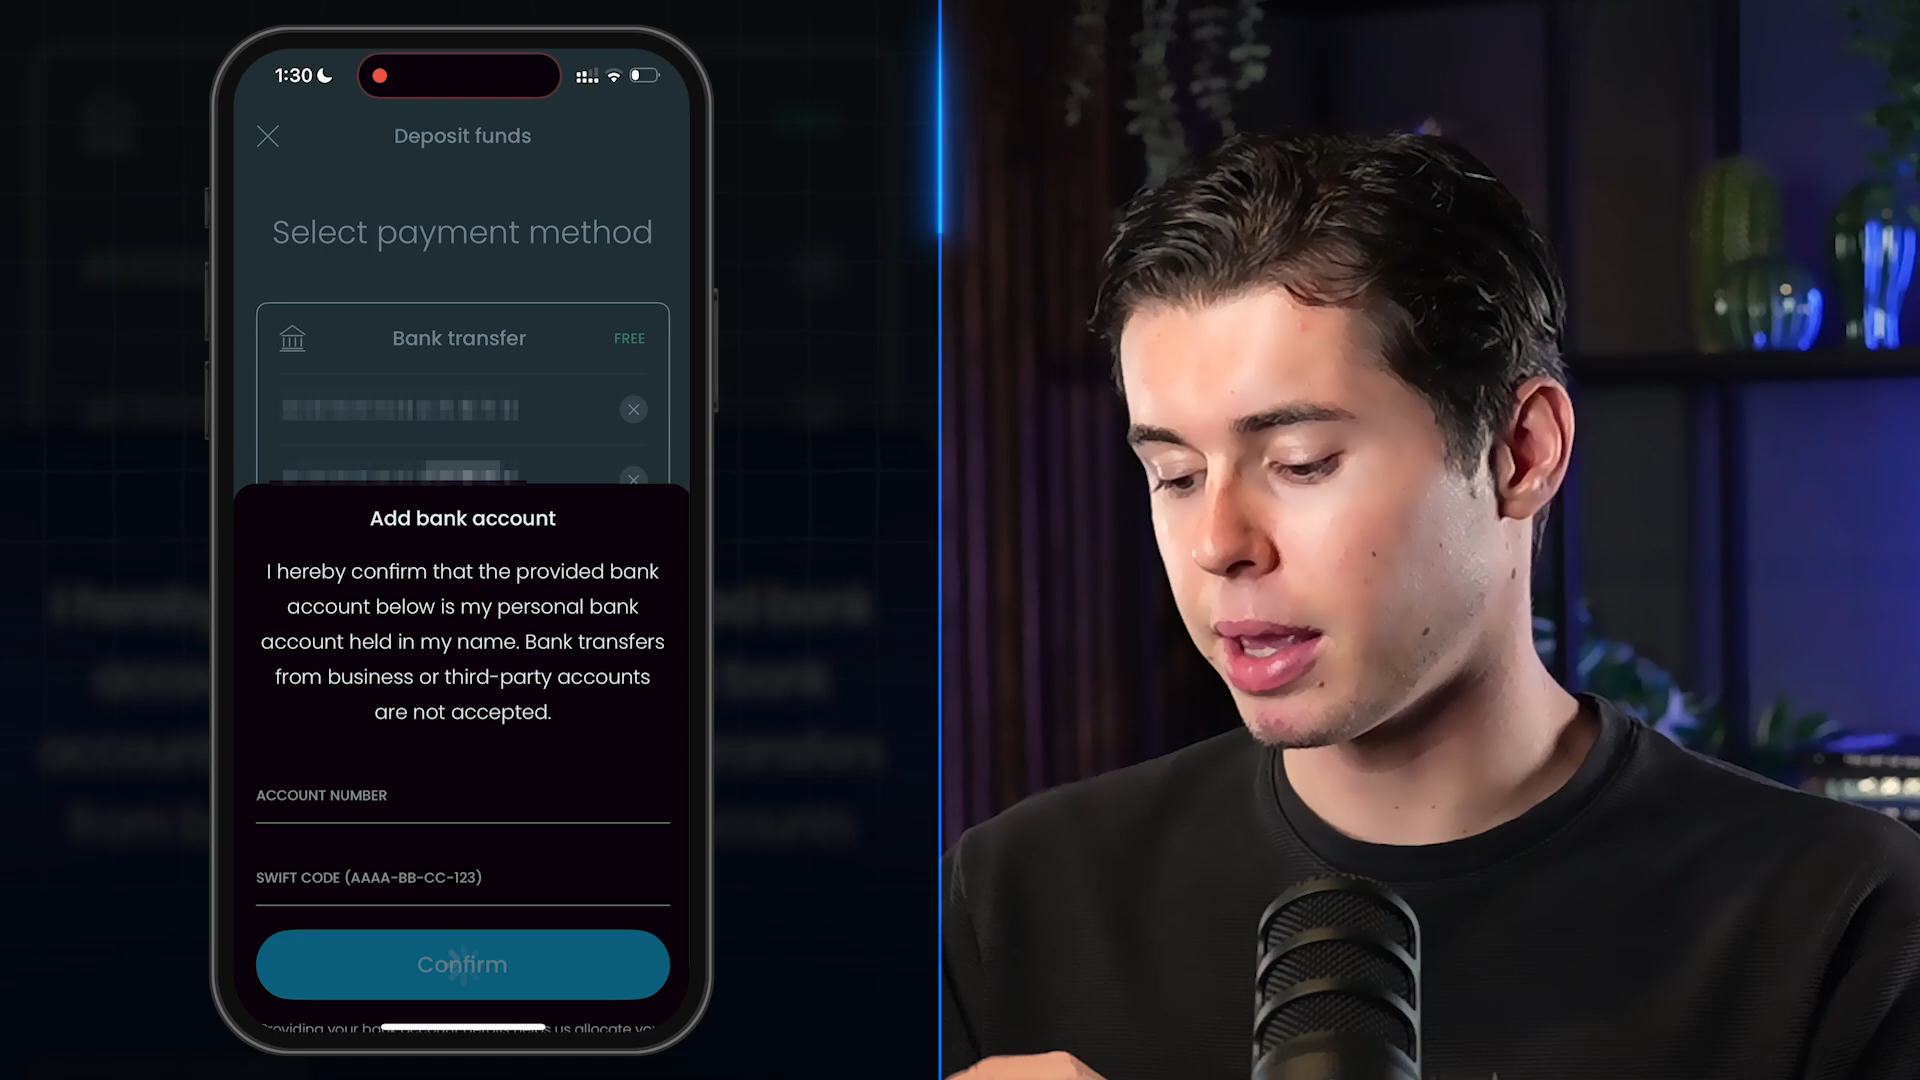 1:30
Deposit funds
Select payment method
Bank transfer
FREE
Add bank account
I hereby confirm that the provided bank
account below is my personal bank
account held in my name. Bank transfers
from business or third-party accounts
are not accepted.
ACCOUNT NUMBER
SWIFT CODE (AAAA-BB-CC-123)
Confirm